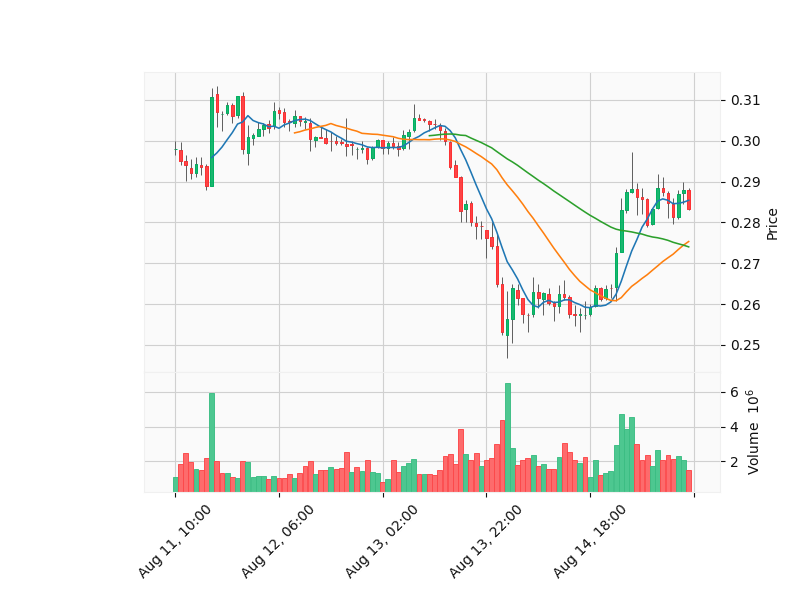 0.31
0.30
0.29
0.28
0.27
0.26
0.25
Price
6
4
2
Volume 10^6
Aug 11, 10:00
Aug 12, 06:00
Aug 13, 02:00
Aug 13, 22:00
Aug 14, 18:00